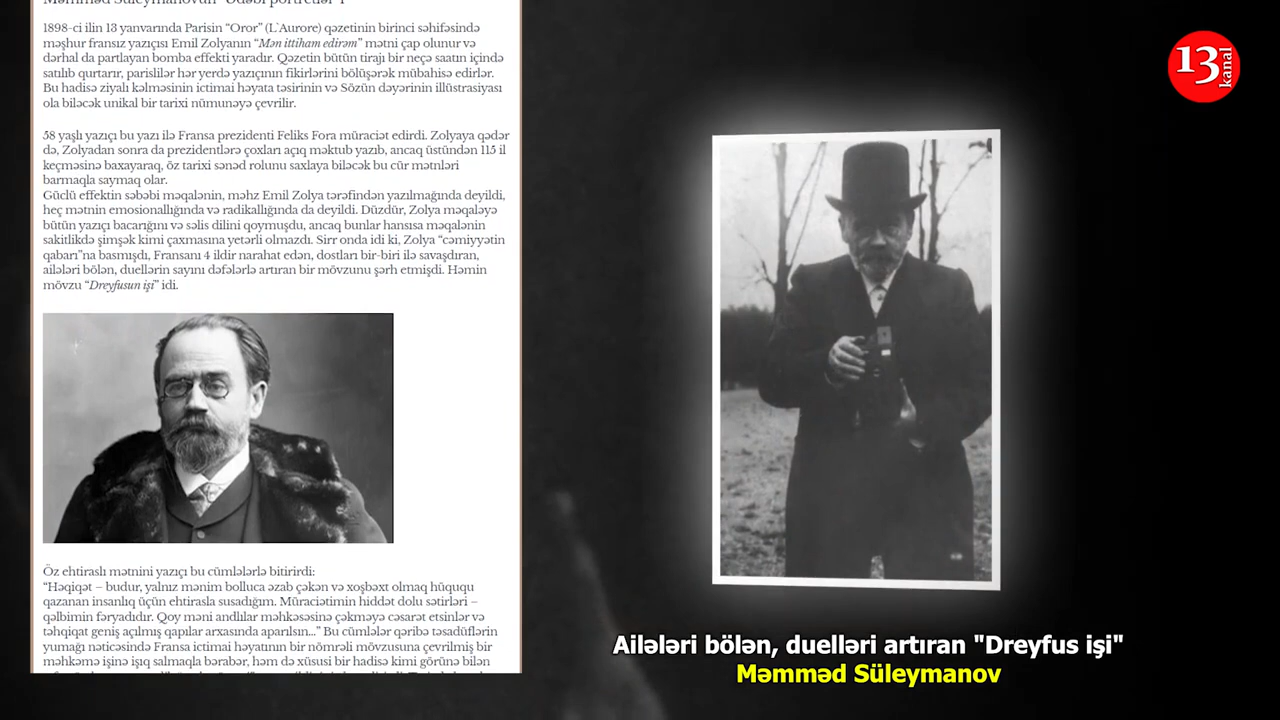 Məmməd Süleymanovun
1898-ci ilin 13 yanvarında Parisin “Oror” (L`Aurore) qəzetinin birinci səhifəsində
məşhur fransız yazıçısı Emil Zolyanın “Mən ittiham edirəm” mətni çap olunur və
dərhal da partlayan bomba effekti yaradır. Qəzetin bütün tirajı bir neçə saatın içində
satılıb qurtarır, parislilər hər yerdə yazıçının fikirlərini bölüşərək mübahisə edirlər.
Bu hadisə ziyalı kəlməsinin ictimai həyata təsirinin və Sözün dəyərinin illüstrasiyası
ola biləcək unikal bir tarixi nümunəyə çevrilir.
58 yaşlı yazıçı bu yazı ilə Fransa prezidenti Feliks Fora müraciət edirdi. Zolyaya qədər
də, Zolyadan sonra da prezidentlərə çoxları açıq məktub yazıb, ancaq üstündən 115 il
keçməsinə baxayaraq, öz tarixi sənəd rolunu saxlaya biləcək bu cür mətnləri
barmaqla saymaq olar.
Güclü effektin səbəbi məqalənin, məhz Emil Zolya tərəfindən yazılmağında deyildi,
heç mətnin emosionallığında və radikallığında da deyildi. Düzdür, Zolya məqaləyə
bütün yazıçı bacarığını və səlis dilini qoymuşdu, ancaq bunlar hansısa məqalənin
sakitlikdə şimşək kimi çaxmasına yetərli olmazdı. Sirr onda idi ki, Zolya “cəmiyyətin
qabarı”na basmışdı, Fransanı 4 ildir narahat edən, dostları bir-biri ilə savaşdıran,
ailələri bölən, duellərin sayını dəfələrlə artıran bir mövzunu şərh etmişdi. Həmin
mövzu “Dreyfusun işi” idi.
Öz ehtiraslı mətnini yazıçı bu cümlələrlə bitirirdi:
“Həqiqət – budur, yalnız mənim bolluca əzab çəkən və xoşbəxt olmaq hüququ
qazanan insanlıq üçün ehtirasla susadığım. Müraciətimin hiddət dolu sətirləri –
qəlbimin fəryadıdır. Qoy məni andlılar məhkəsəsinə çəkməyə cəsarət etsinlər və
təhqiqat geniş açılmış qapılar arxasında aparılsın...” Bu cümlələr qəribə təsadüflərin
yumağı nəticəsində Fransa ictimai həyatının bir nömrəli mövzusuna çevrilmiş bir
məhkəmə işinə işıq salmaqla bərabər, həm də xüsusi bir hadisə kimi görünə bilən
13
kanal
Ailələri bölən, duelləri artıran "Dreyfus işi"
Məmməd Süleymanov